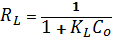 R_L = 1 / (1 + K_L C_o)